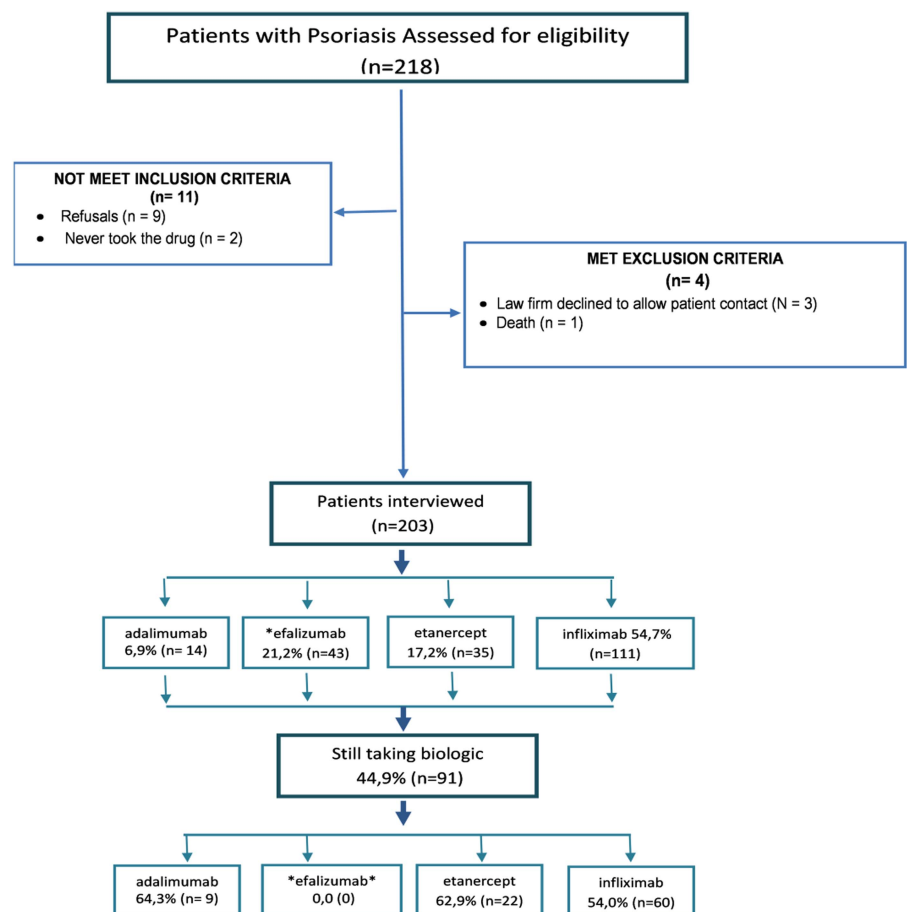 Patients with Psoriasis Assessed for eligibility
(n=218)
NOT MEET INCLUSION CRITERIA
(n= 11)
• Refusals (n = 9)
• Never took the drug (n = 2)
MET EXCLUSION CRITERIA
(n= 4)
• Law firm declined to allow patient contact (N = 3)
• Death (n = 1)
Patients interviewed
(n=203)
adalimumab
6,9% (n= 14)
*efalizumab
21,2% (n=43)
etanercept
17,2% (n=35)
infliximab 54,7%
(n=111)
Still taking biologic
44,9% (n=91)
adalimumab
64,3% (n= 9)
*efalizumab*
0,0 (0)
etanercept
62,9% (n=22)
infliximab
54,0% (n=60)